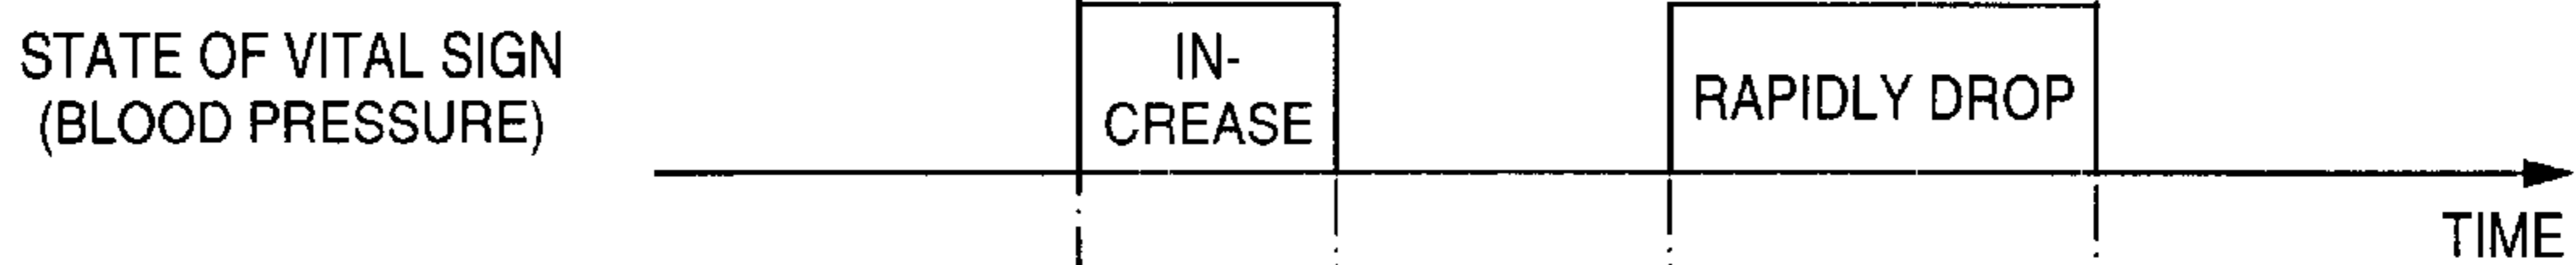 STATE OF VITAL SIGN
(BLOOD PRESSURE)
IN-
CREASE
RAPIDLY DROP
TIME